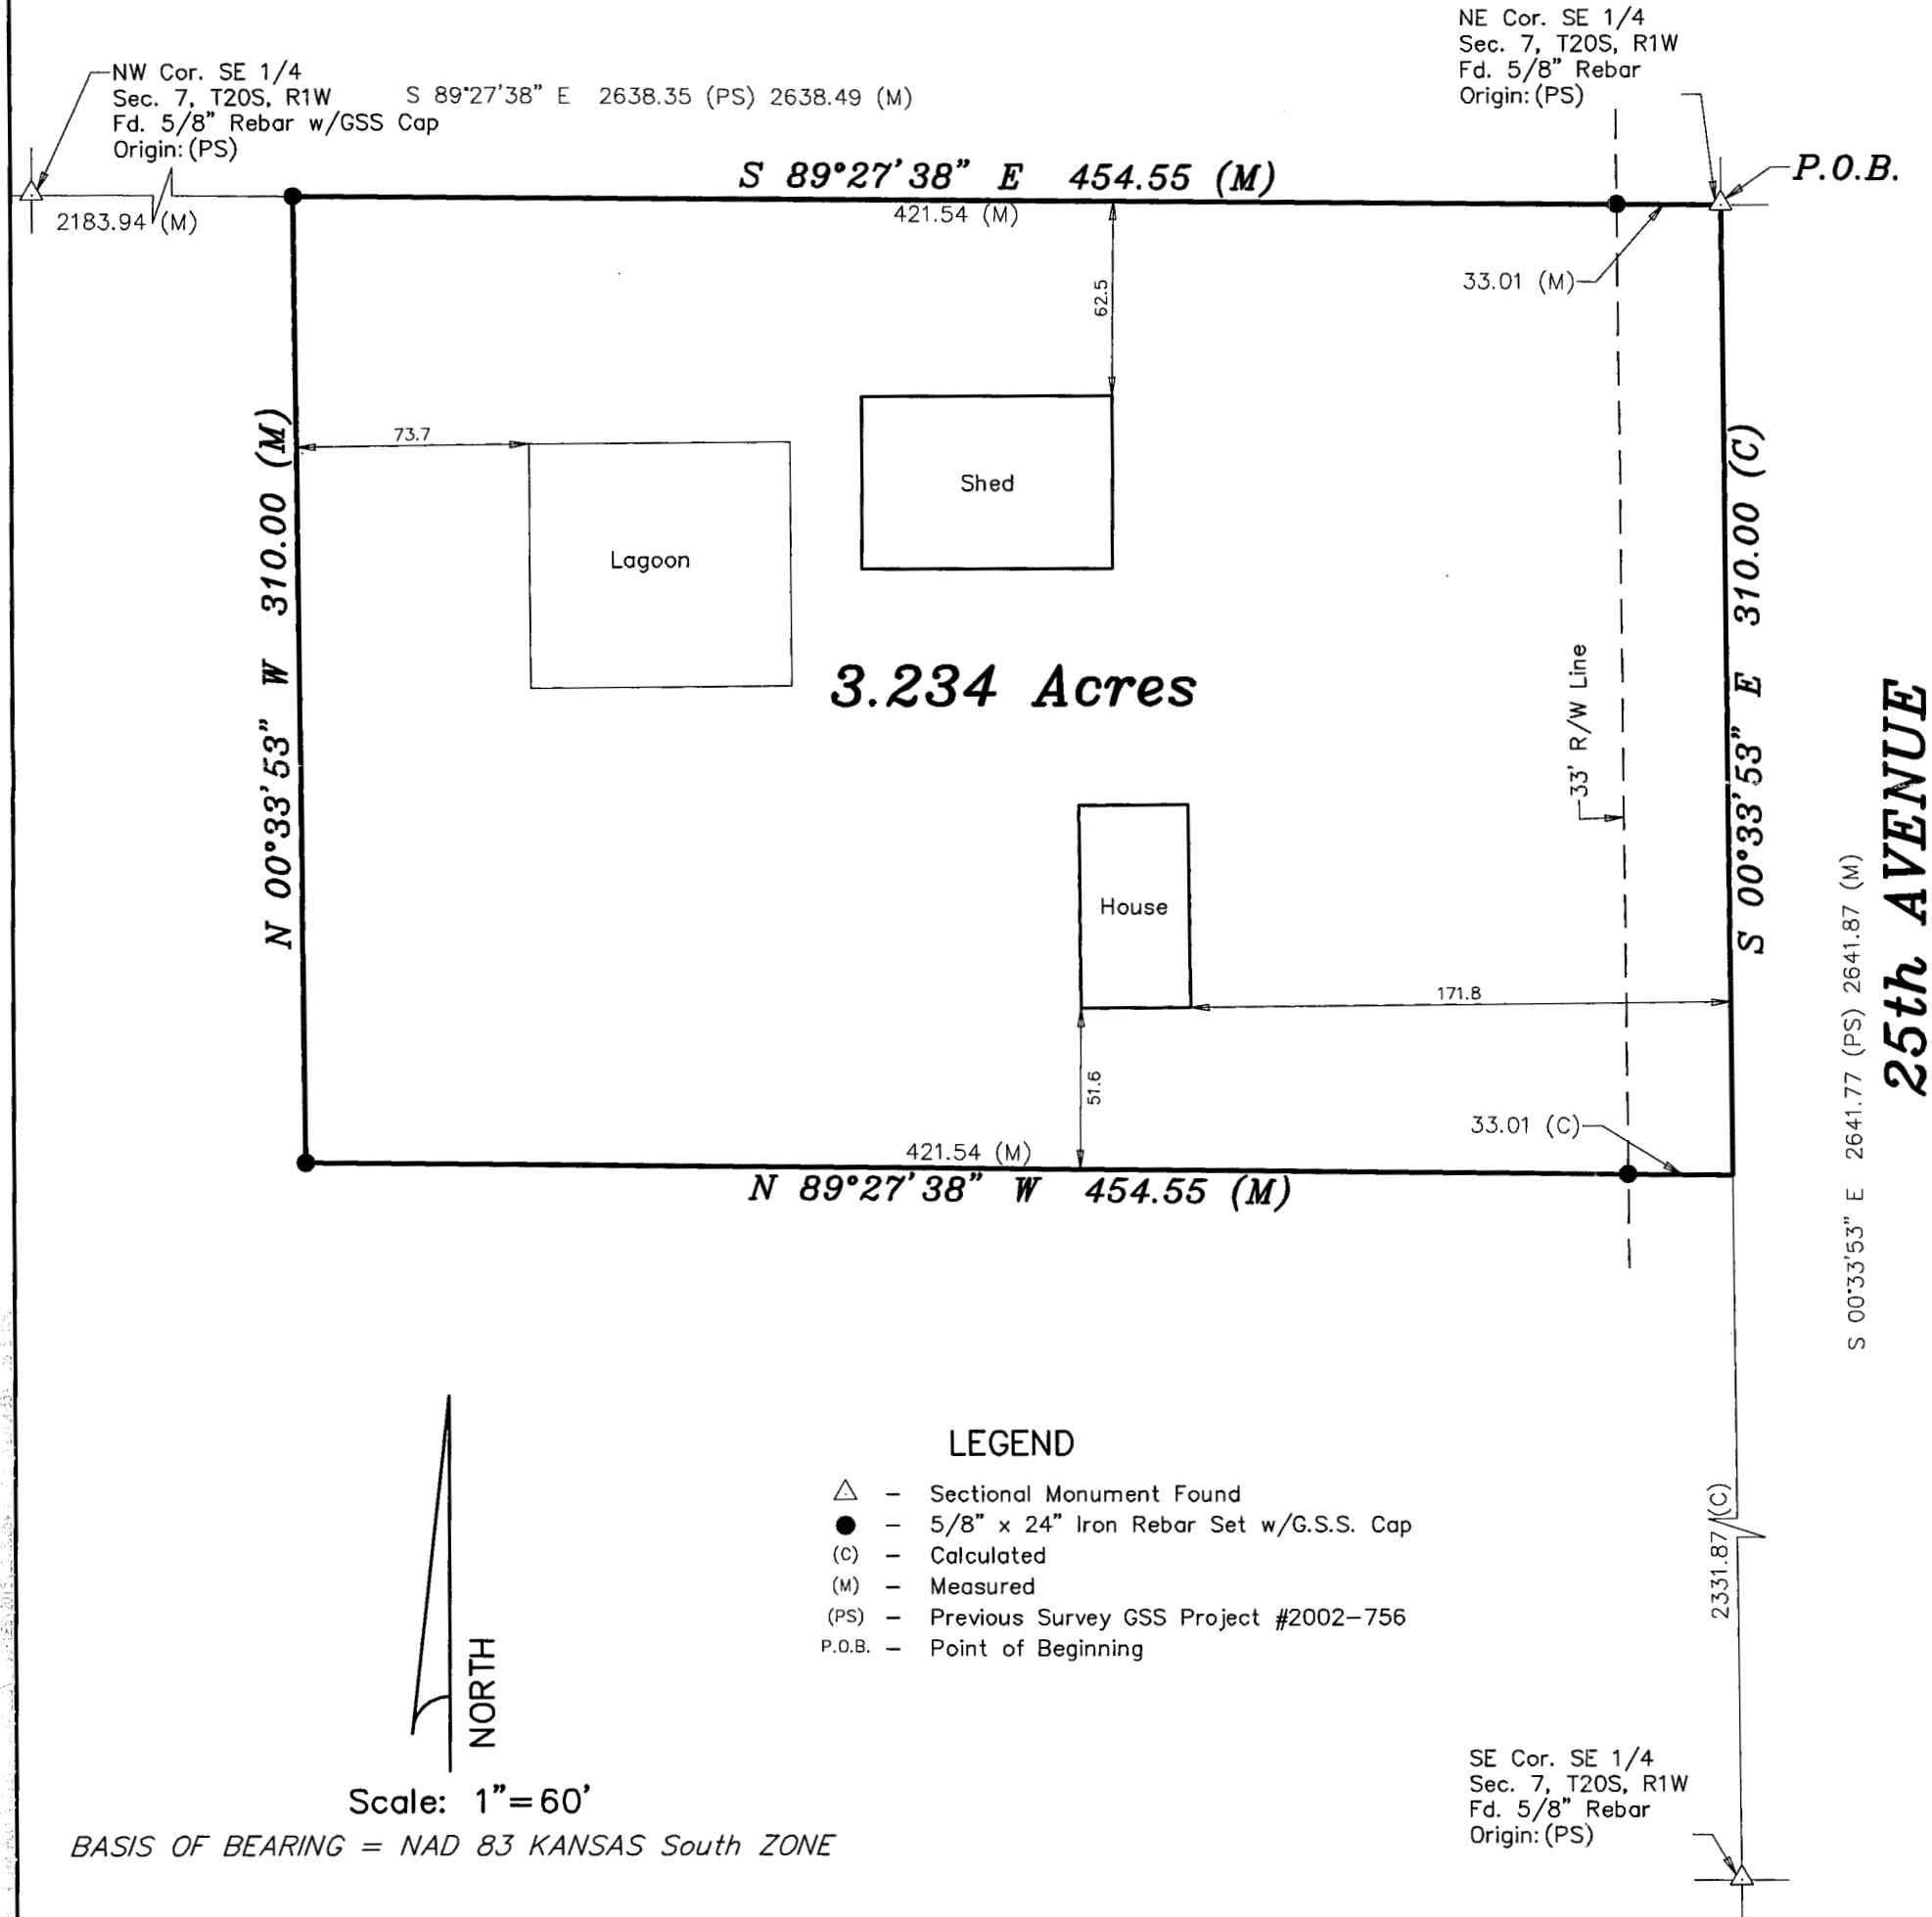 NE Cor. SE 1/4
Sec. 7, T20S, R1W
Fd. 5/8" Rebar
Origin: (PS)
NW Cor. SE 1/4
Sec. 7, T20S, R1W
Fd. 5/8" Rebar w/GSS Cap
Origin: (PS)
S 89°27'38" E 2638.35 (PS) 2638.49 (M)
S 89°27'38" E 454.55 (M)
P.O.B.
2183.94 (M)
421.54 (M)
33.01 (M)
62.5
73.7
Shed
Lagoon
N 00°33'53" W 310.00 (M)
S 00°33'53" E 310.00 (C)
3.234 Acres
33' R/W Line
25th AVENUE
S 00°33'53" E 2641.77 (PS) 2641.87 (M)
House
171.8
51.6
33.01 (C)
421.54 (M)
N 89°27'38" W 454.55 (M)
LEGEND
△ – Sectional Monument Found
● – 5/8" x 24" Iron Rebar Set w/G.S.S. Cap
(C) – Calculated
(M) – Measured
(PS) – Previous Survey GSS Project #2002–756
P.O.B. – Point of Beginning
2331.87 (C)
NORTH
Scale: 1"=60'
BASIS OF BEARING = NAD 83 KANSAS South ZONE
SE Cor. SE 1/4
Sec. 7, T20S, R1W
Fd. 5/8" Rebar
Origin: (PS)